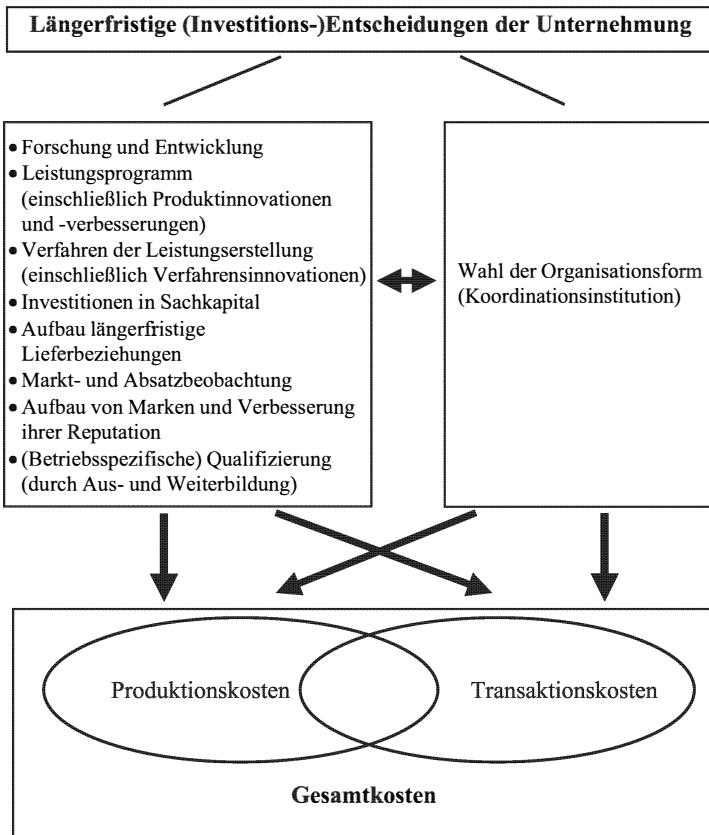 Längerfristige (Investitions-)Entscheidungen der Unternehmung
• Forschung und Entwicklung
• Leistungsprogramm
(einschließlich Produktinnovationen
und -verbesserungen)
• Verfahren der Leistungserstellung
(einschließlich Verfahrensinnovationen)
• Investitionen in Sachkapital
• Aufbau längerfristige
Lieferbeziehungen
• Markt- und Absatzbeobachtung
• Aufbau von Marken und Verbesserung
ihrer Reputation
• (Betriebsspezifische) Qualifizierung
(durch Aus- und Weiterbildung)
Wahl der Organisationsform
(Koordinationsinstitution)
Produktionskosten
Transaktionskosten
Gesamtkosten